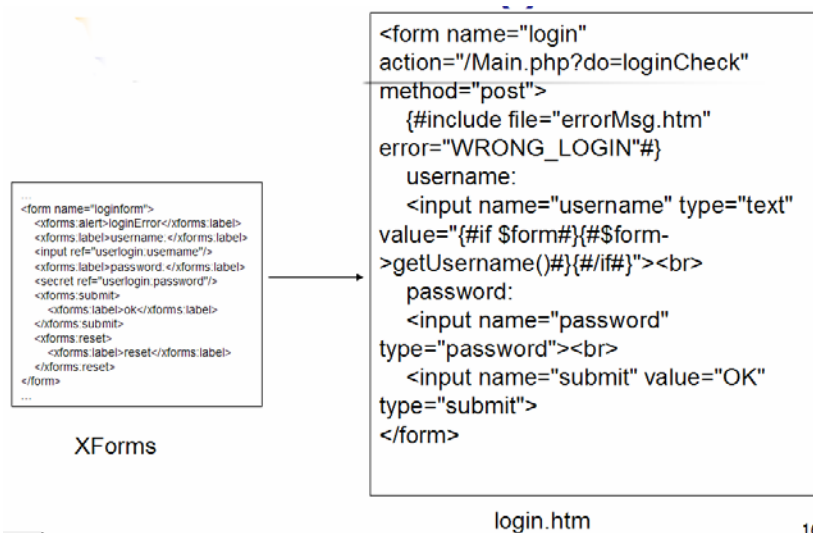 ...
<form name="loginform">
<xforms:alert>loginError</xforms:label>
<xforms:label>username:</xforms:label>
<input ref="userlogin:username"/>
<xforms:label>password:</xforms:label>
<secret ref="userlogin:password"/>
<xforms:submit>
<xforms:label>ok</xforms:label>
</xforms:submit>
<xforms:reset>
<xforms:label>reset</xforms:label>
</xforms:reset>
</form>
...
XForms
<form name="login"
action="/Main.php?do=loginCheck"
method="post">
{#include file="errorMsg.htm"
error="WRONG_LOGIN"#}
username:
<input name="username" type="text"
value="{#if $form#}{#$form-
>getUsername()#}{#/if#}"><br>
password:
<input name="password"
type="password"><br>
<input name="submit" value="OK"
type="submit">
</form>
login.htm